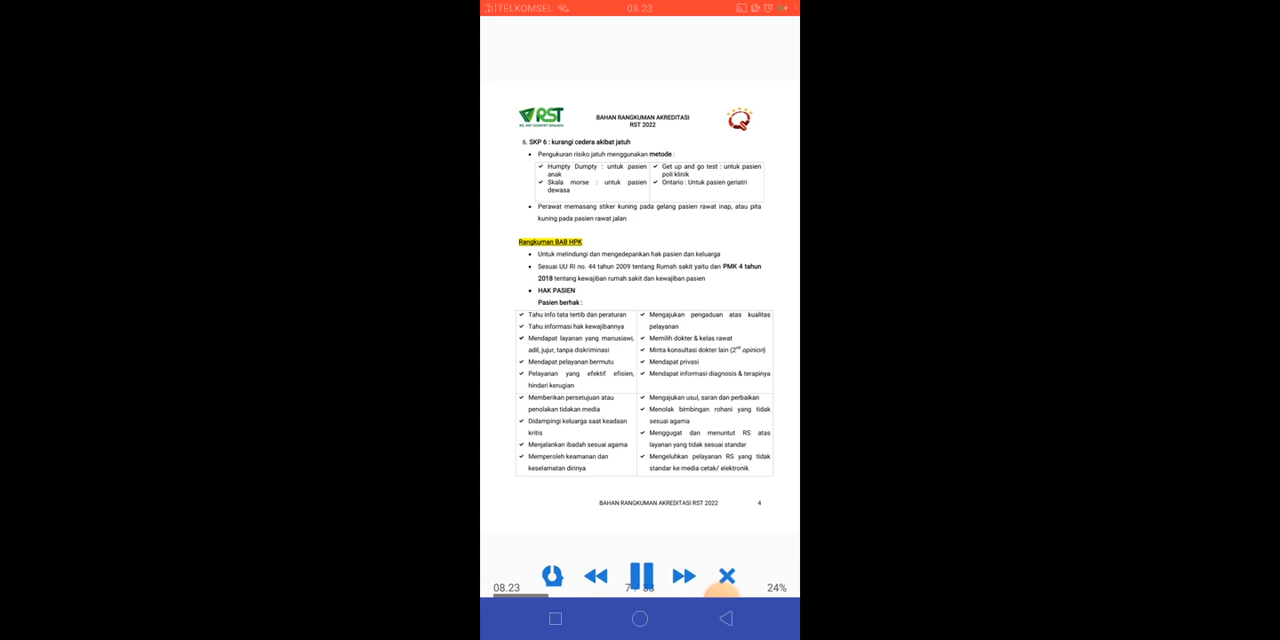 TELKOMSEL
08.23
RST
BAHAN RANGKUMAN AKREDITASI
RST 2022
6. SKP 6 : kurangi cedera akibat jatuh
• Pengukuran risiko jatuh menggunakan metode :
✓ Humpty Dumpty : untuk pasien
anak
✓ Skala morse : untuk pasien
dewasa
✓ Get up and go test : untuk pasien
poli klinik
✓ Ontario : Untuk pasien geriatri
• Perawat memasang stiker kuning pada gelang pasien rawat inap, atau pita
kuning pada pasien rawat jalan
Rangkuman BAB HPK
• Untuk melindungi dan mengedepankan hak pasien dan keluarga
• Sesuai UU RI no. 44 tahun 2009 tentang Rumah sakit yaitu dan PMK 4 tahun
2018 tentang kewajiban rumah sakit dan kewajiban pasien
• HAK PASIEN
Pasien berhak :
✓ Tahu info tata tertib dan peraturan
✓ Tahu informasi hak kewajibannya
✓ Mendapat layanan yang manusiawi,
adil, jujur, tanpa diskriminasi
✓ Mendapat pelayanan bermutu
✓ Pelayanan yang efektif efisien,
hindari kerugian
✓ Mengajukan pengaduan atas kualitas
pelayanan
✓ Memilih dokter & kelas rawat
✓ Minta konsultasi dokter lain (2nd opinion)
✓ Mendapat privasi
✓ Mendapat informasi diagnosis & terapinya
✓ Memberikan persetujuan atau
penolakan tidakan media
✓ Didampingi keluarga saat keadaan
kritis
✓ Menjalankan ibadah sesuai agama
✓ Memperoleh keamanan dan
keselamatan dirinya
✓ Mengajukan usul, saran dan perbaikan
✓ Menolak bimbingan rohani yang tidak
sesuai agama
✓ Menggugat dan menuntut RS atas
layanan yang tidak sesuai standar
✓ Mengeluhkan pelayanan RS yang tidak
standar ke media cetak/ elektronik
BAHAN RANGKUMAN AKREDITASI RST 2022 4
08.23
7 / 33
24%